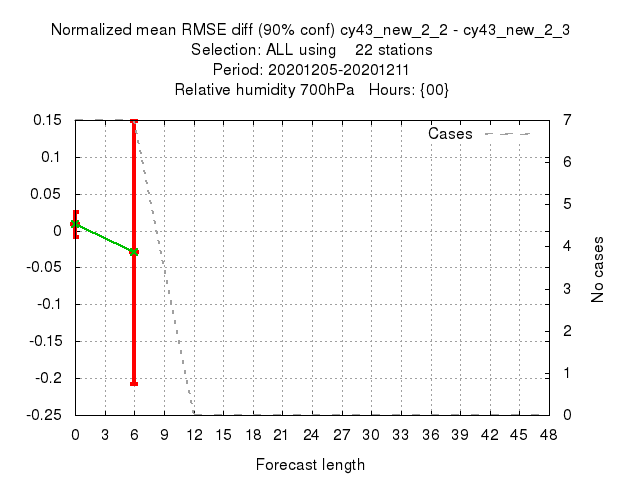 Normalized mean RMSE diff (90% conf) cy43_new_2_2 - cy43_new_2_3
Selection: ALL using 22 stations
Period: 20201205-20201211
Relative humidity 700hPa Hours: {00}
Cases
0.15
0.1
0.05
0
-0.05
-0.1
-0.15
-0.2
-0.25
7
6
5
4
3
2
1
0
No cases
0 3 6 9 12 15 18 21 24 27 30 33 36 39 42 45 48
Forecast length